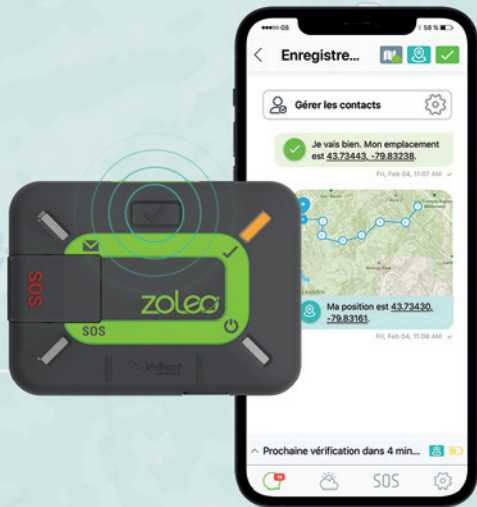 GS
58 %
Enregistre...
Gérer les contacts
Je vais bien. Mon emplacement
est 43.73443, -79.83238.
Fri, Feb 04, 11:07 AM
Ma position est 43.73430,
-79.83161.
Fri, Feb 04, 11:08 AM
Prochaine vérification dans 4 min...
SOS
SOS
zoleo
SOS
iridium